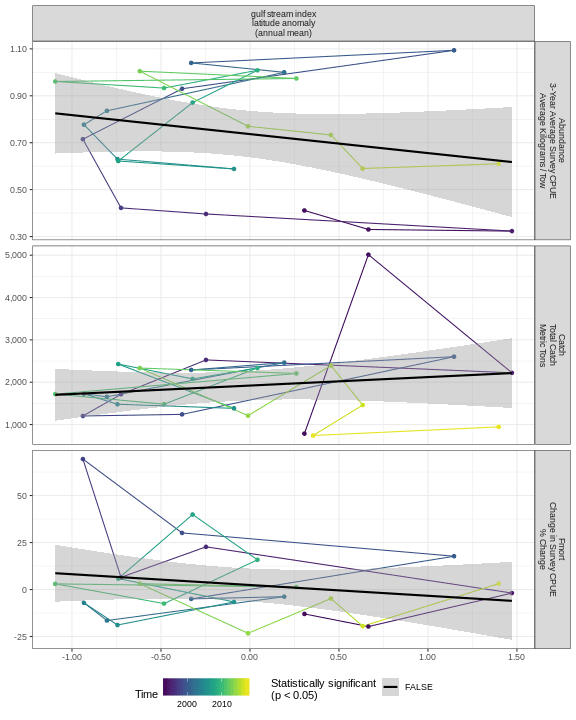 gulf stream index
latitude anomaly
(annual mean)
1.10
0.90
0.70
0.50
0.30
Abundance
3-Year Average Survey CPUE
Average Kilograms / Tow
5,000
4,000
3,000
2,000
1,000
Catch
Total Catch
Metric Tons
50
25
0
-25
Fmort
Change in Survey CPUE
% Change
-1.00 -0.50 0.00 0.50 1.00 1.50
Time
2000 2010
Statistically significant
(p < 0.05)
FALSE